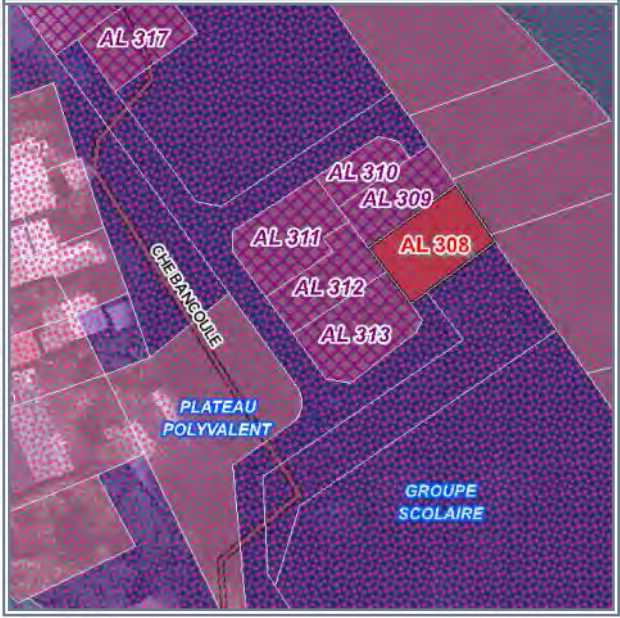 AL 317
AL 310
AL 309
AL 311
AL 308
CHE BANCOULE
AL 312
AL 313
PLATEAU
POLYVALENT
GROUPE
SCOLAIRE